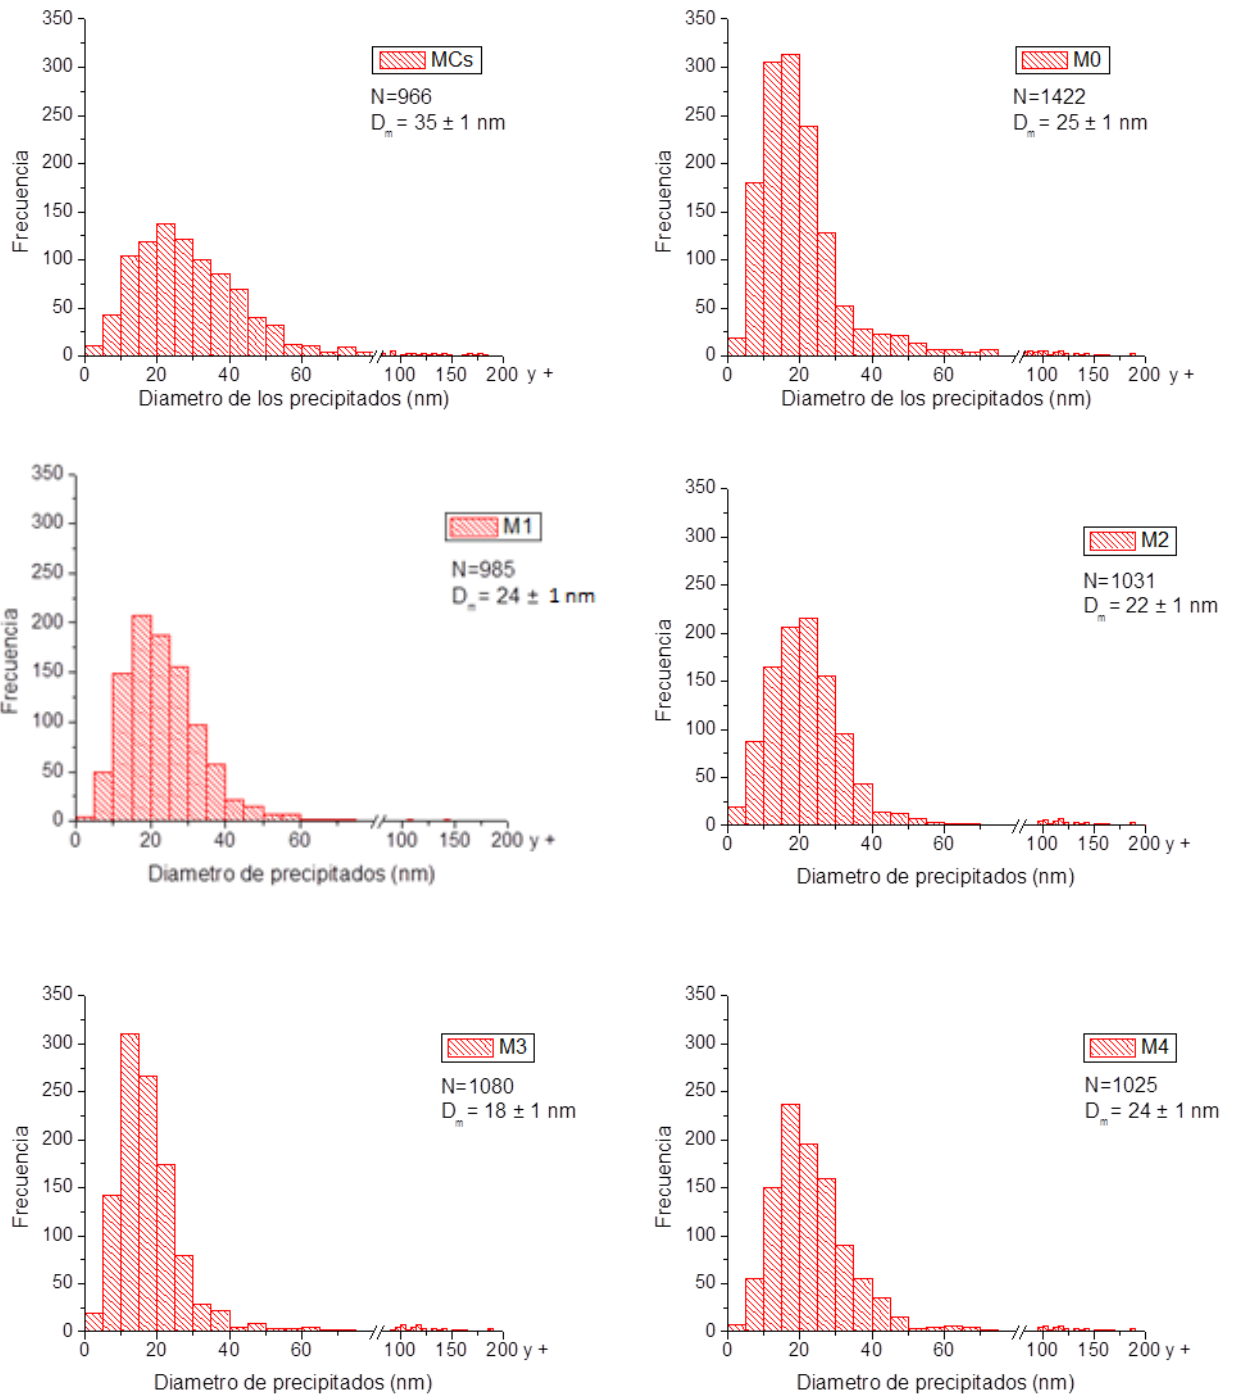 350
300
250
200
150
100
50
0
Frecuencia
MCs
N=966
Dm = 35 ± 1 nm
0 20 40 60 100 150 200 y +
Diametro de los precipitados (nm)
350
300
250
200
150
100
50
0
Frecuencia
M0
N=1422
Dm = 25 ± 1 nm
0 20 40 60 100 150 200 y +
Diametro de los precipitados (nm)
350
300
250
200
150
100
50
0
Frecuencia
M1
N=985
Dm = 24 ± 1 nm
0 20 40 60 100 150 200 y +
Diametro de precipitados (nm)
350
300
250
200
150
100
50
0
Frecuencia
M2
N=1031
Dm = 22 ± 1 nm
0 20 40 60 100 150 200 y +
Diametro de precipitados (nm)
350
300
250
200
150
100
50
0
Frecuencia
M3
N=1080
Dm = 18 ± 1 nm
0 20 40 60 100 150 200 y +
Diametro de precipitados (nm)
350
300
250
200
150
100
50
0
Frecuencia
M4
N=1025
Dm = 24 ± 1 nm
0 20 40 60 100 150 200 y +
Diametro de precipitados (nm)